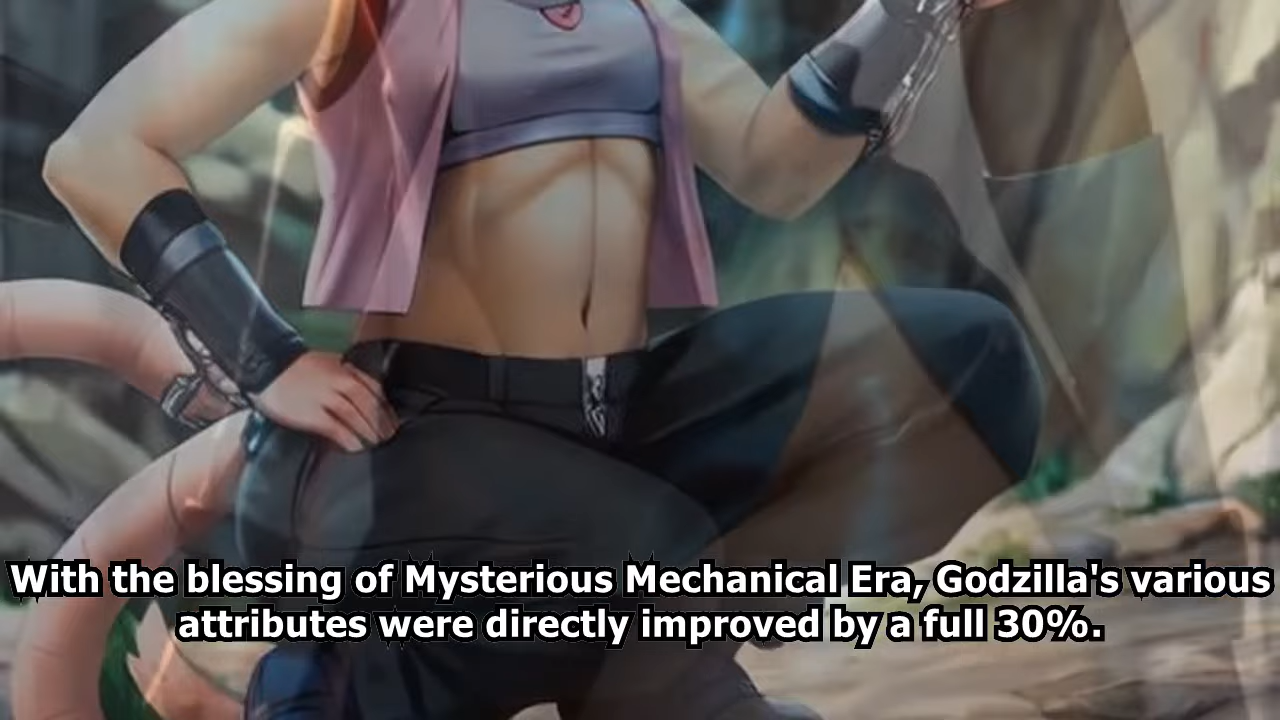 With the blessing of Mysterious Mechanical Era, Godzilla's various
attributes were directly improved by a full 30%.